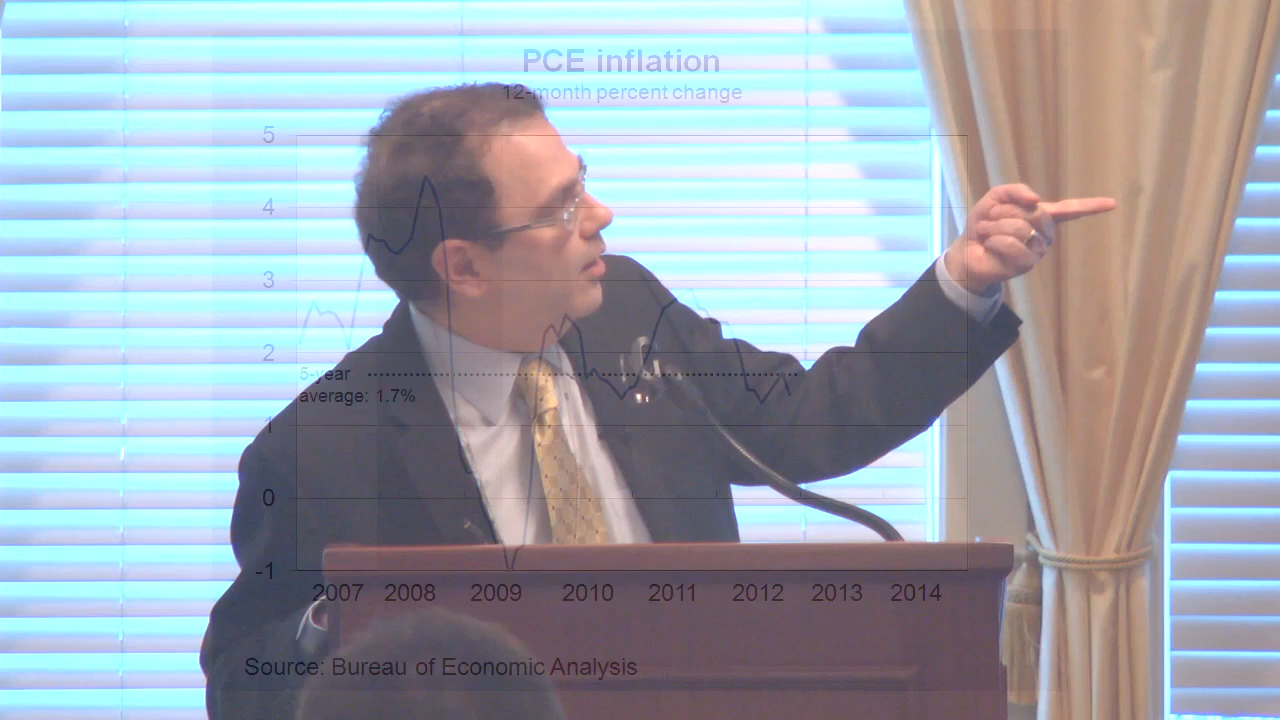 PCE inflation
12-month percent change
5
4
3
2
5-year
average: 1.7%
1
0
-1
2007 2008 2009 2010 2011 2012 2013 2014
Source: Bureau of Economic Analysis